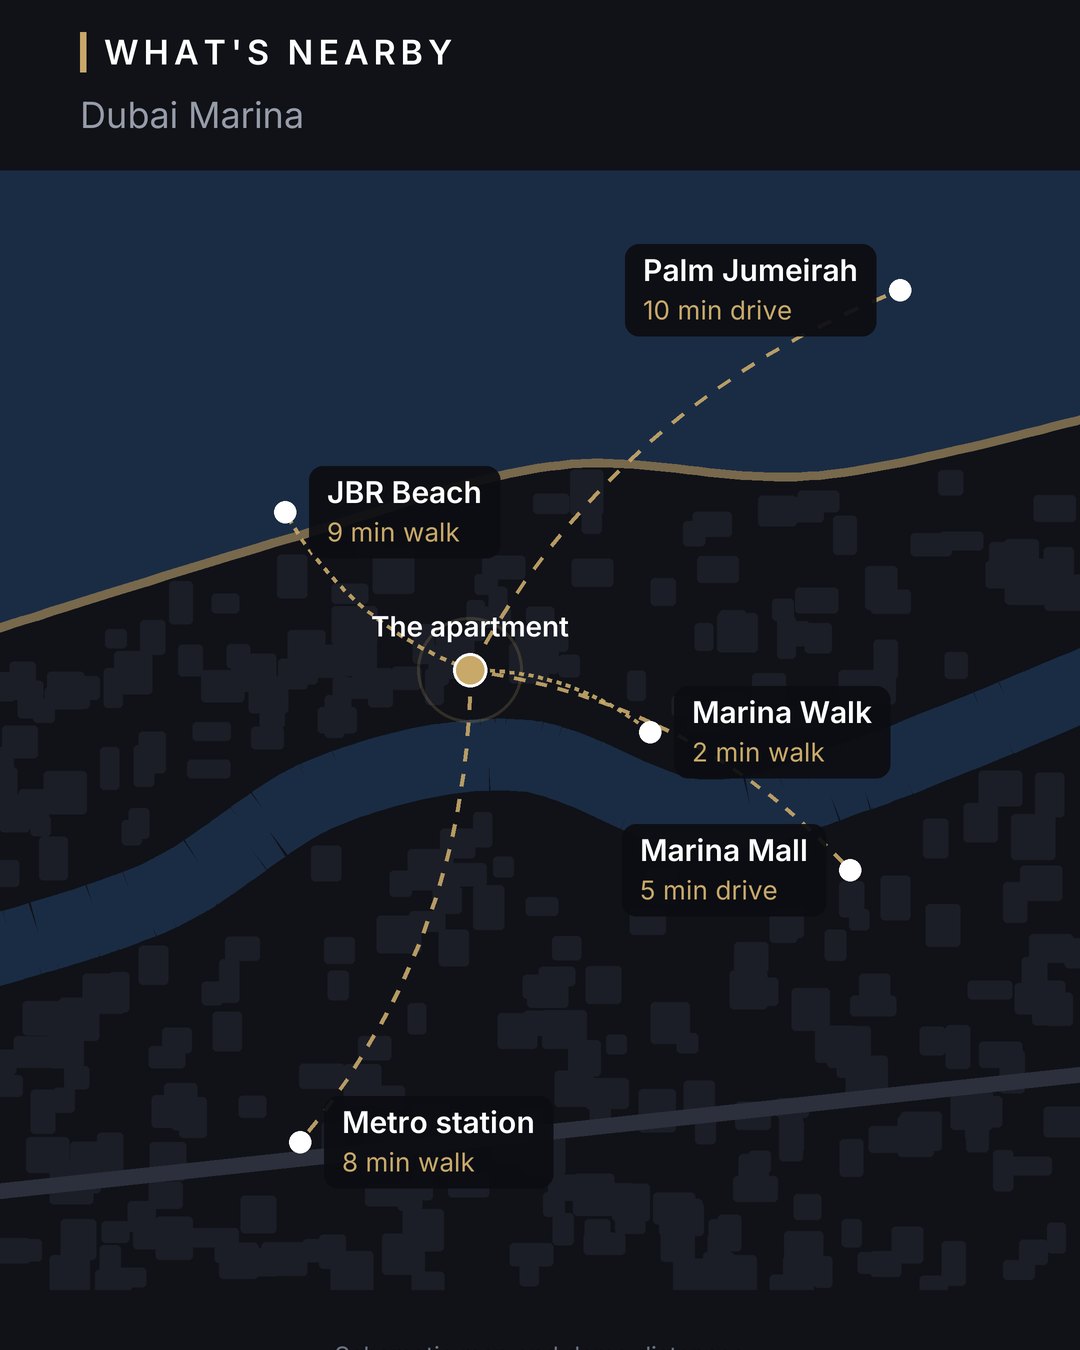 WHAT'S NEARBY
Dubai Marina
Palm Jumeirah
10 min drive
JBR Beach
9 min walk
The apartment
Marina Walk
2 min walk
Marina Mall
5 min drive
Metro station
8 min walk